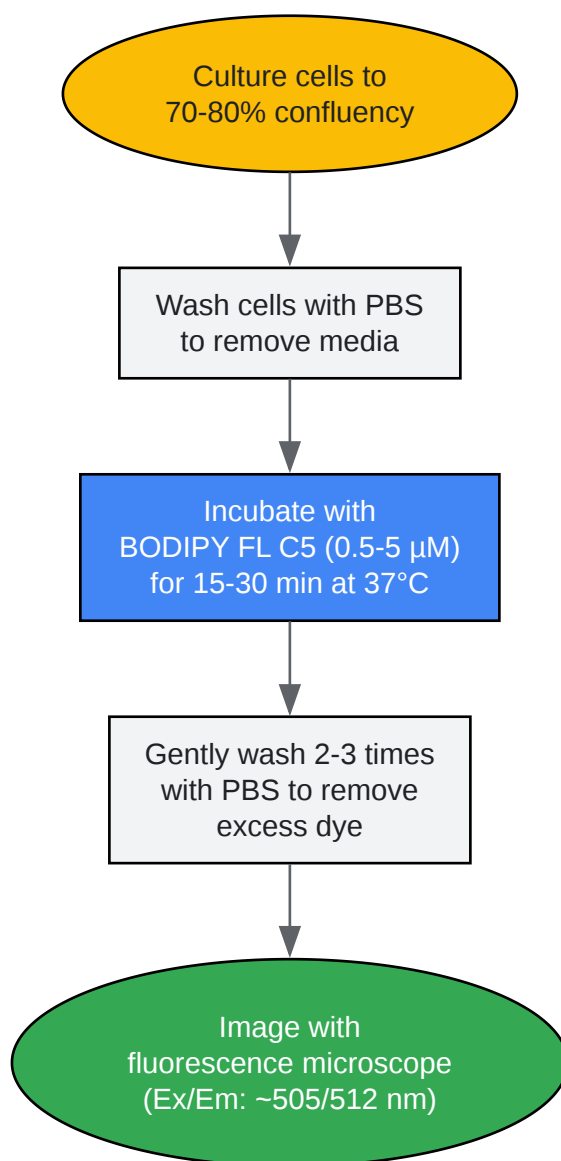 Culture cells to
70-80% confluency
Wash cells with PBS
to remove media
Incubate with
BODIPY FL C5 (0.5-5 µM)
for 15-30 min at 37°C
Gently wash 2-3 times
with PBS to remove
excess dye
Image with
fluorescence microscope
(Ex/Em: ~505/512 nm)